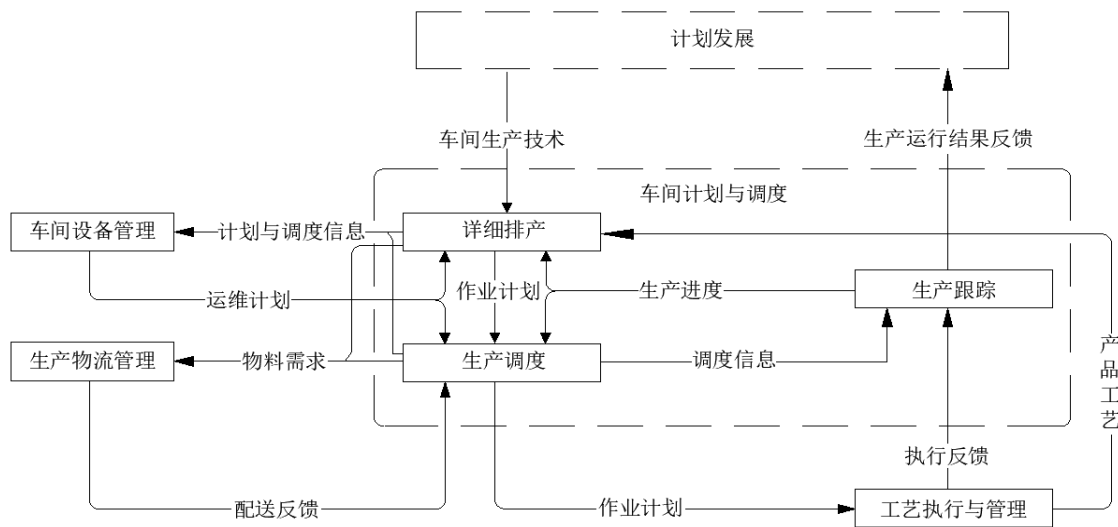 计划发展
车间生产技术
生产运行结果反馈
车间计划与调度
车间设备管理
计划与调度信息
详细排产
运维计划
作业计划
生产进度
生产跟踪
生产物流管理
物料需求
生产调度
调度信息
产品工艺
执行反馈
配送反馈
作业计划
工艺执行与管理